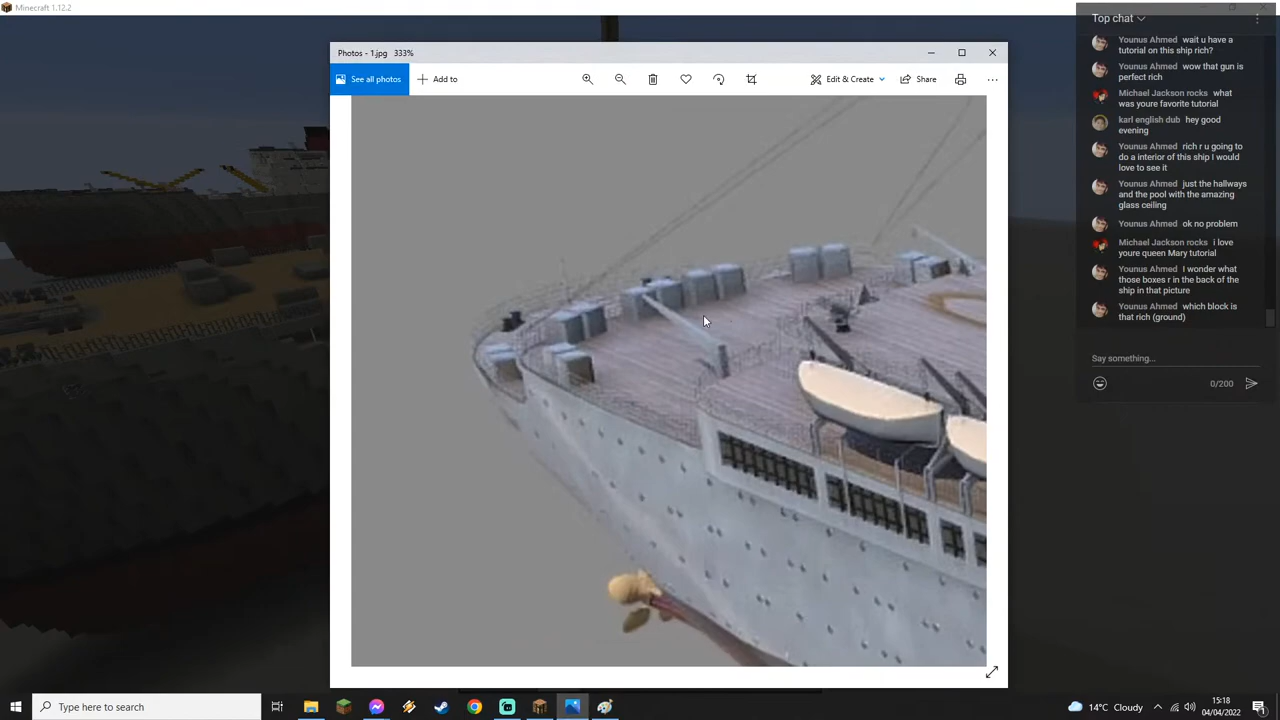 Minecraft 1.12.2
Photos - 1.jpg 333%
See all photos
Add to
Edit & Create
Share
Top chat
Younus Ahmed wait u have a
tutorial on this ship rich?
Younus Ahmed wow that gun is
perfect rich
Michael Jackson rocks what
was youre favorite tutorial
karl english dub hey good
evening
Younus Ahmed rich r u going to
do a interior of this ship I would
love to see it
Younus Ahmed just the hallways
and the pool with the amazing
glass ceiling
Younus Ahmed ok no problem
Michael Jackson rocks i love
youre queen Mary tutorial
Younus Ahmed I wonder what
those boxes r in the back of the
ship in that picture
Younus Ahmed which block is
that rich (ground)
Say something...
0/200
Type here to search
14°C Cloudy
15:18
04/04/2022
1